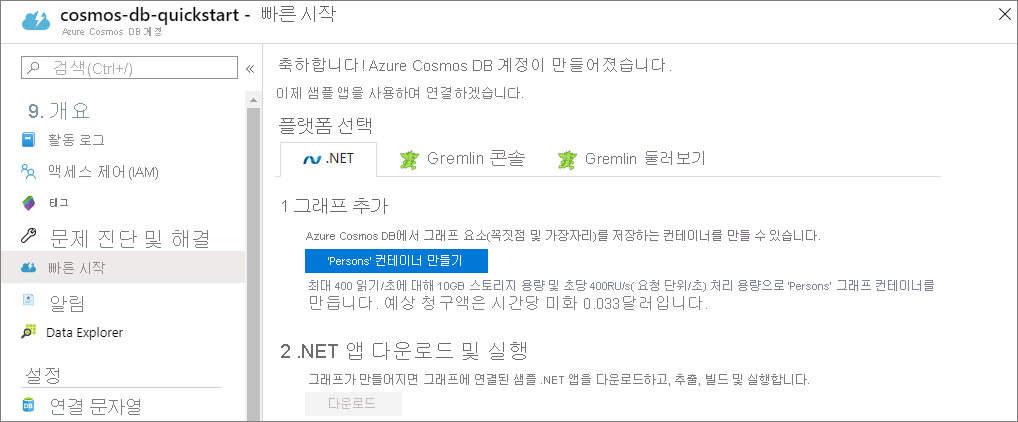 cosmos-db-quickstart - 빠른 시작
Azure Cosmos DB 계정
검색(Ctrl+/)
9. 개요
활동 로그
액세스 제어(IAM)
태그
문제 진단 및 해결
빠른 시작
알림
Data Explorer
설정
연결 문자열
축하합니다! Azure Cosmos DB 계정이 만들어졌습니다.
이제 샘플 앱을 사용하여 연결하겠습니다.
플랫폼 선택
.NET
Gremlin 콘솔
Gremlin 둘러보기
1 그래프 추가
Azure Cosmos DB에서 그래프 요소(꼭짓점 및 가장자리)를 저장하는 컨테이너를 만들 수 있습니다.
'Persons' 컨테이너 만들기
최대 400 읽기/초에 대해 10GB 스토리지 용량 및 초당 400RU/s( 요청 단위/초) 처리 용량으로 'Persons' 그래프 컨테이너를
만듭니다. 예상 청구액은 시간당 미화 0.033달러입니다.
2 .NET 앱 다운로드 및 실행
그래프가 만들어지면 그래프에 연결된 샘플 .NET 앱을 다운로드하고, 추출, 빌드 및 실행합니다.
다운로드